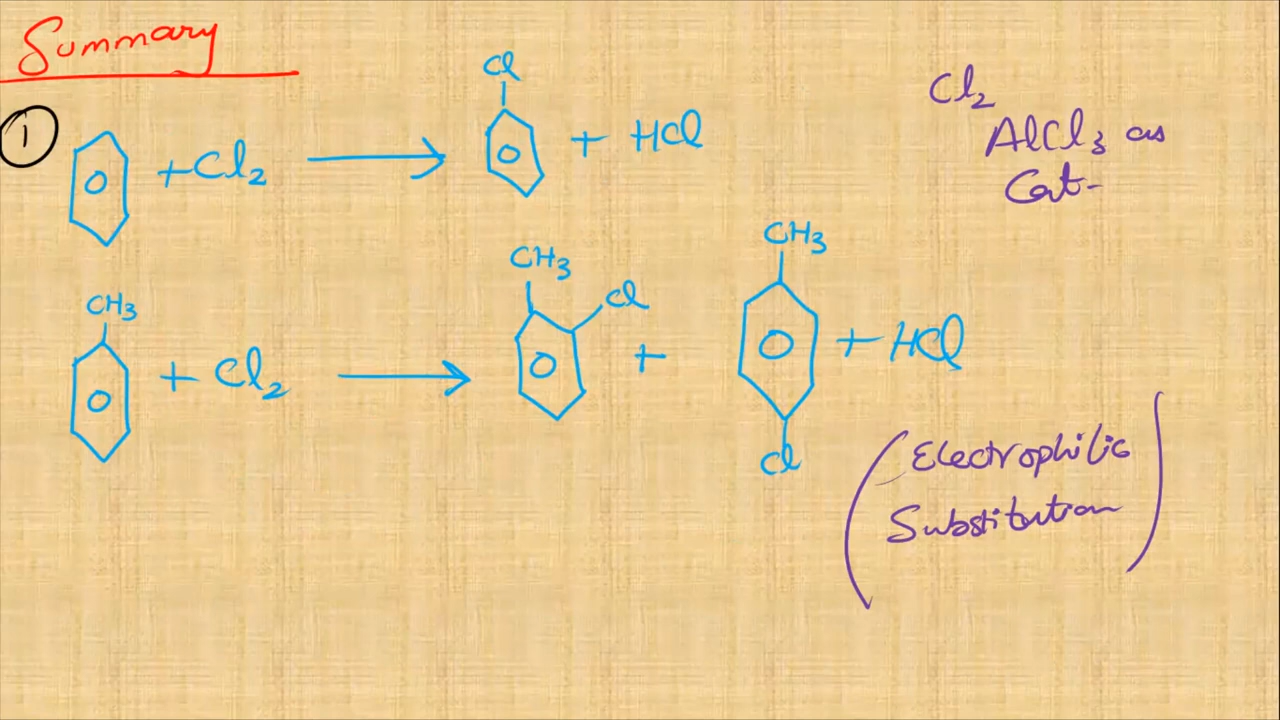 Summary
1
+ Cl2
Cl
+ HCl
Cl2
AlCl3 as
Cat-
CH3
+ Cl2
CH3
Cl
+
CH3
Cl
+ HCl
(Electrophilic
Substitution)